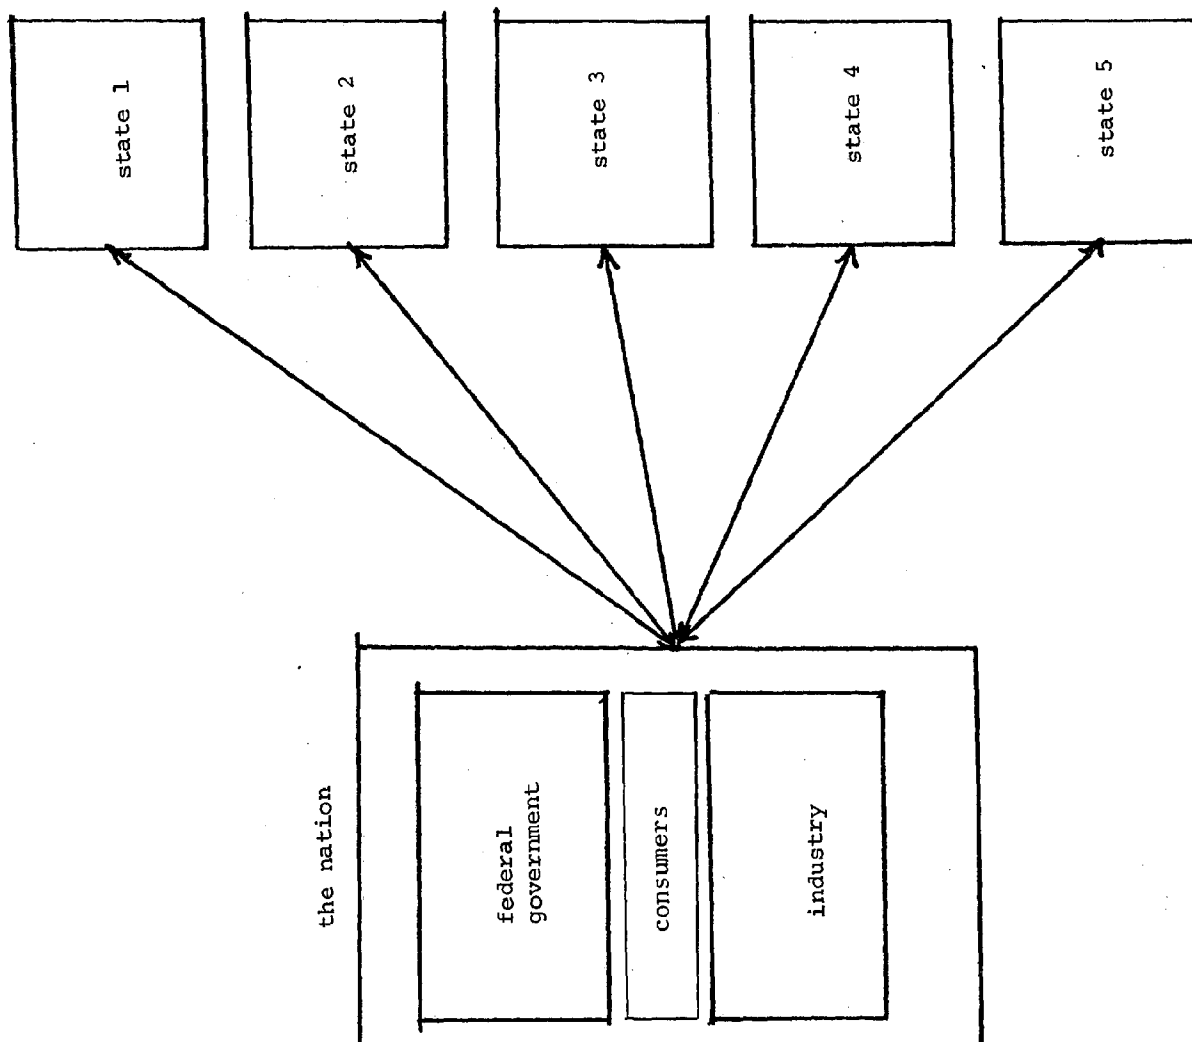 the nation
federal
government
consumers
industry
state 1
state 2
state 3
state 4
state 5